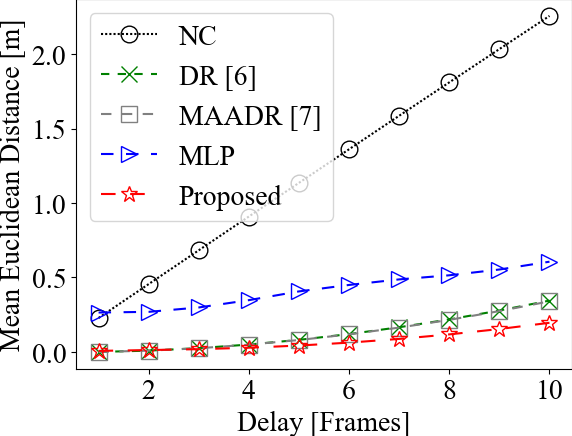 Mean Euclidean Distance [m]
2.0
1.5
1.0
0.5
0.0
NC
DR [6]
MAADR [7]
MLP
Proposed
2 4 6 8 10
Delay [Frames]